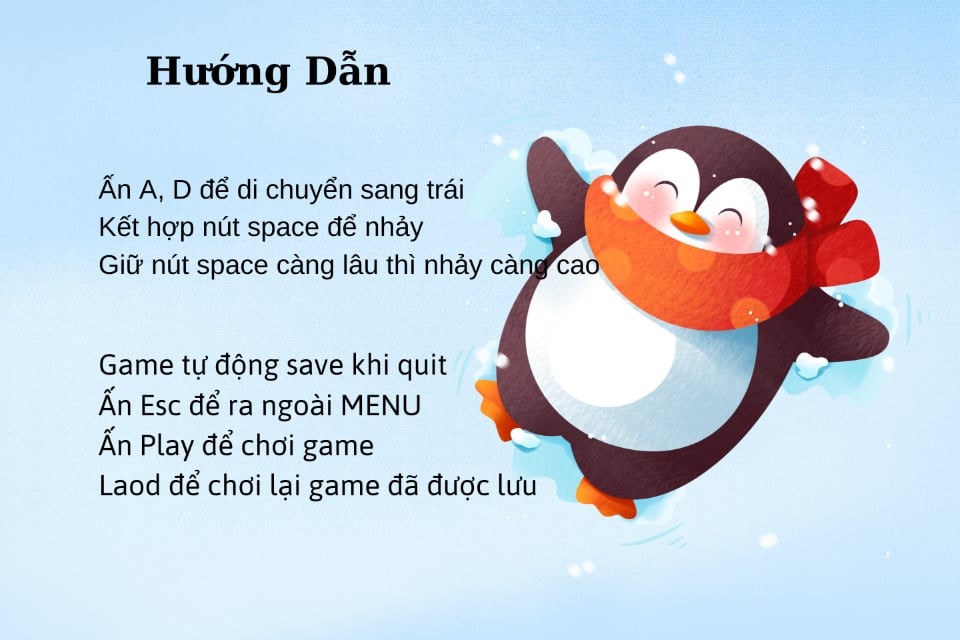 Hướng Dẫn
Ấn A, D để di chuyển sang trái
Kết hợp nút space để nhảy
Giữ nút space càng lâu thì nhảy càng cao
Game tự động save khi quit
Ấn Esc để ra ngoài MENU
Ấn Play để chơi game
Laod để chơi lại game đã được lưu